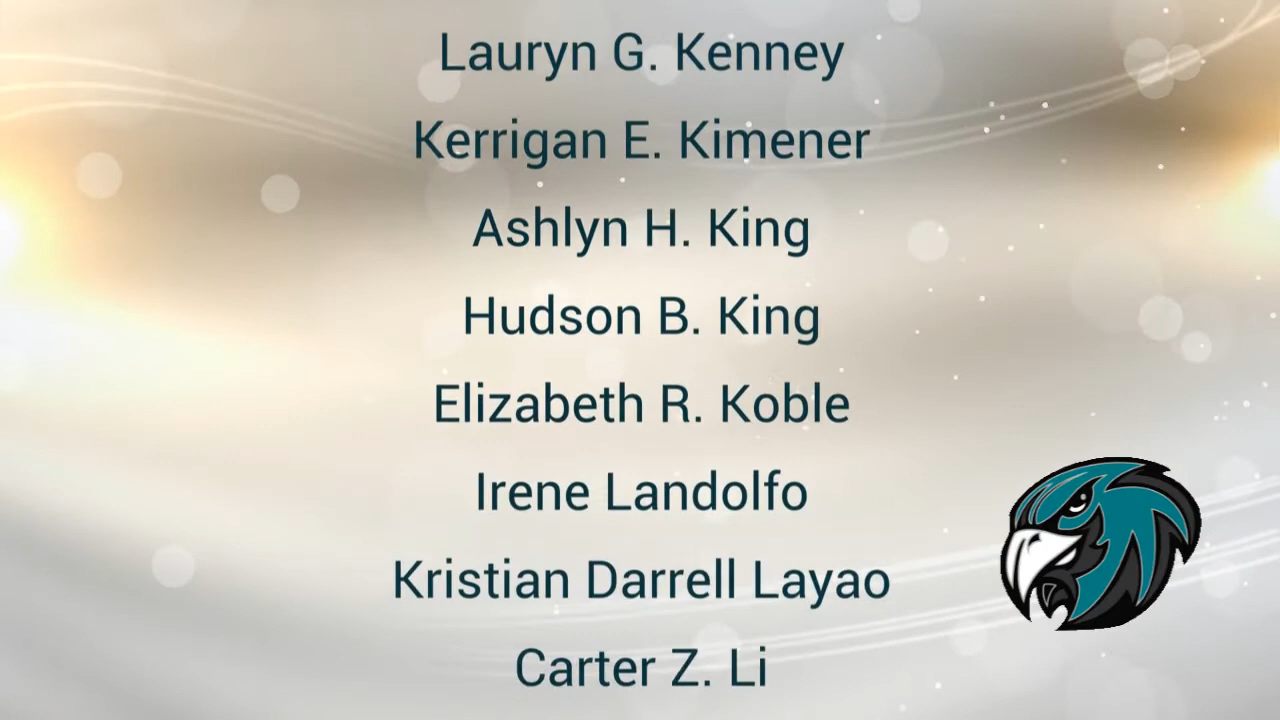 Lauryn G. Kenney
Kerrigan E. Kimener
Ashlyn H. King
Hudson B. King
Elizabeth R. Koble
Irene Landolfo
Kristian Darrell Layao
Carter Z. Li